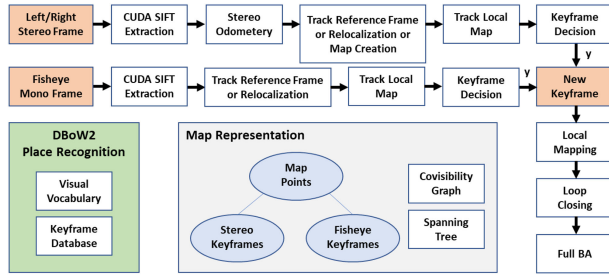 Left/Right
Stereo Frame
CUDA SIFT
Extraction
Stereo
Odometery
Track Reference Frame
or Relocalization or
Map Creation
Track Local
Map
Keyframe
Decision
y
Fisheye
Mono Frame
CUDA SIFT
Extraction
Track Reference Frame
or Relocalization
Track Local
Map
Keyframe
Decision
y
New
Keyframe
DBoW2
Place Recognition
Visual
Vocabulary
Keyframe
Database
Map Representation
Map
Points
Stereo
Keyframes
Fisheye
Keyframes
Covisibility
Graph
Spanning
Tree
Local
Mapping
Loop
Closing
Full BA